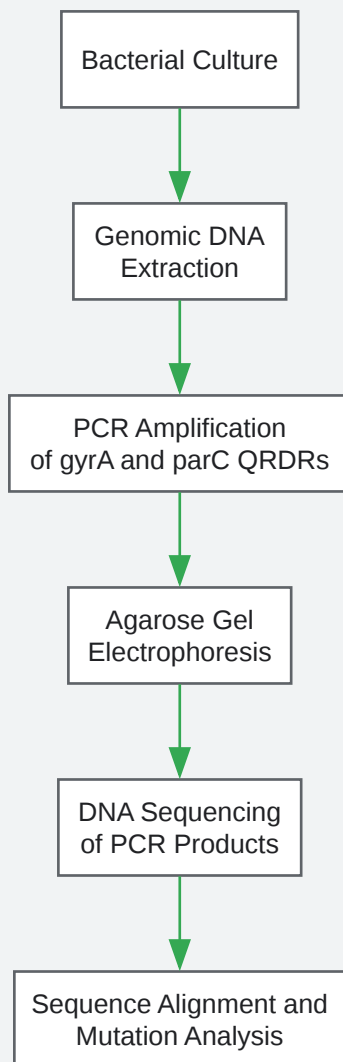 Bacterial Culture
Genomic DNA
Extraction
PCR Amplification
of gyrA and parC QRDRs
Agarose Gel
Electrophoresis
DNA Sequencing
of PCR Products
Sequence Alignment and
Mutation Analysis